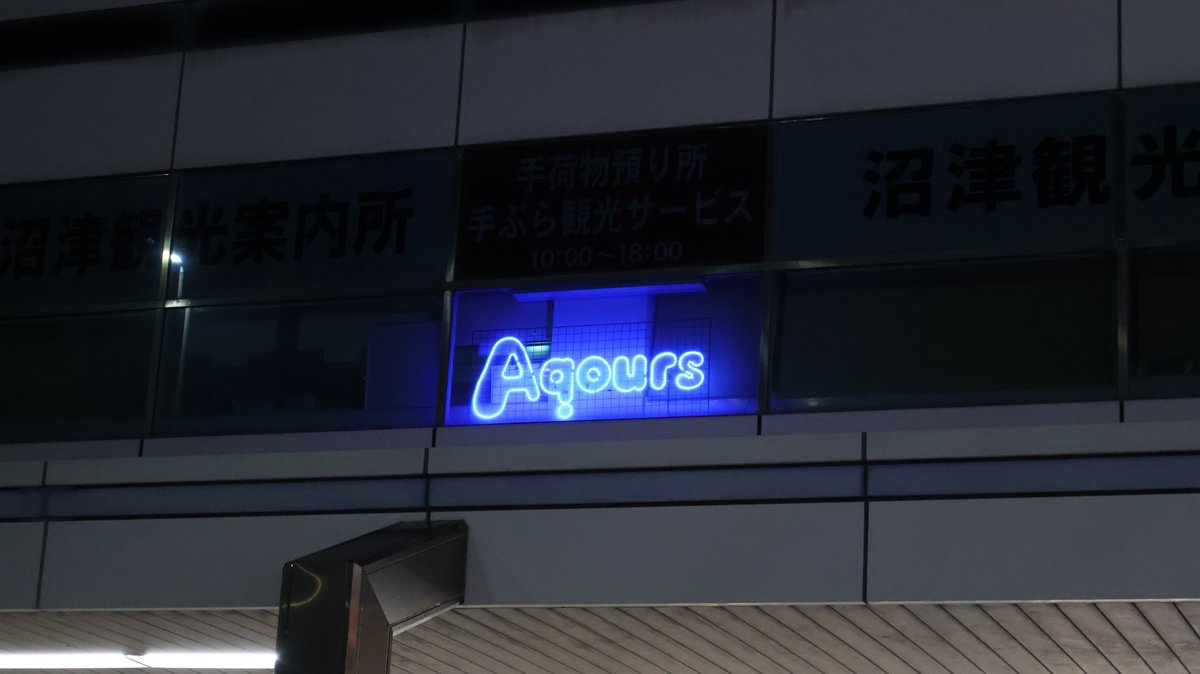 沼津観光案内所
手荷物預り所
手ぶら観光サービス
10:00～18:00
沼津観光
Aqours